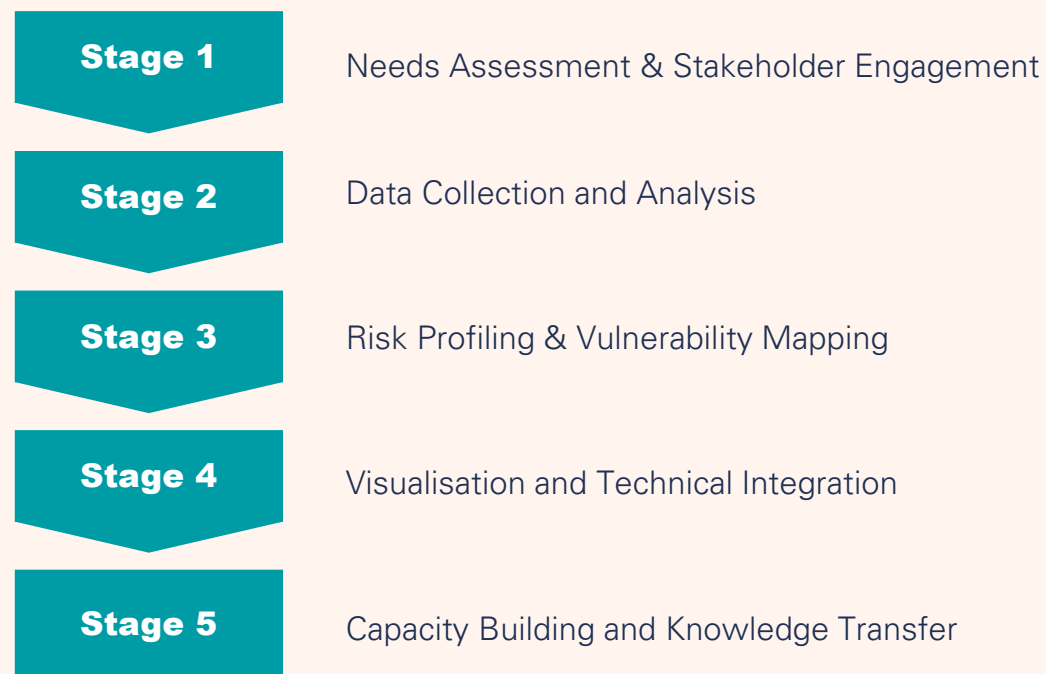 Stage 1
Needs Assessment & Stakeholder Engagement
Stage 2
Data Collection and Analysis
Stage 3
Risk Profiling & Vulnerability Mapping
Stage 4
Visualisation and Technical Integration
Stage 5
Capacity Building and Knowledge Transfer